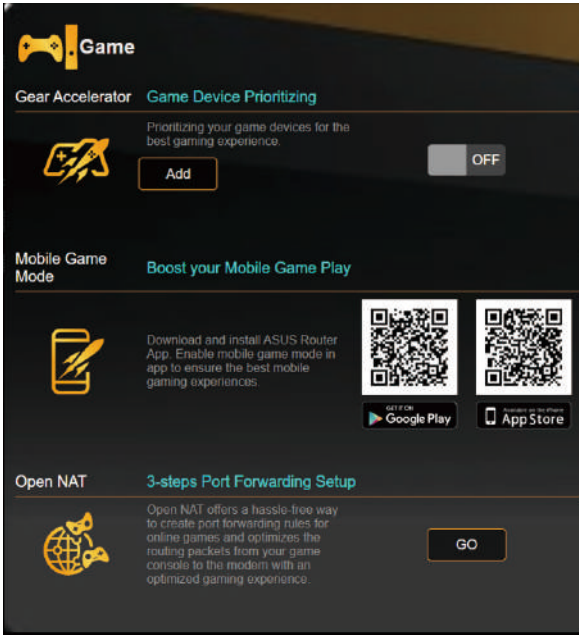 Game
Gear Accelerator
Game Device Prioritizing
Prioritizing your game devices for the
best gaming experience.
Add
OFF
Mobile Game
Mode
Boost your Mobile Game Play
Download and install ASUS Router
App. Enable mobile game mode in
app to ensure the best mobile
gaming experiences
GET IT ON
Google Play
Available on the iPhone
App Store
Open NAT
3-steps Port Forwarding Setup
Open NAT offers a hassle-free way
to create port forwarding rules for
online games and optimizes the
routing packets from your game
console to the modem with an
optimized gaming experience.
GO